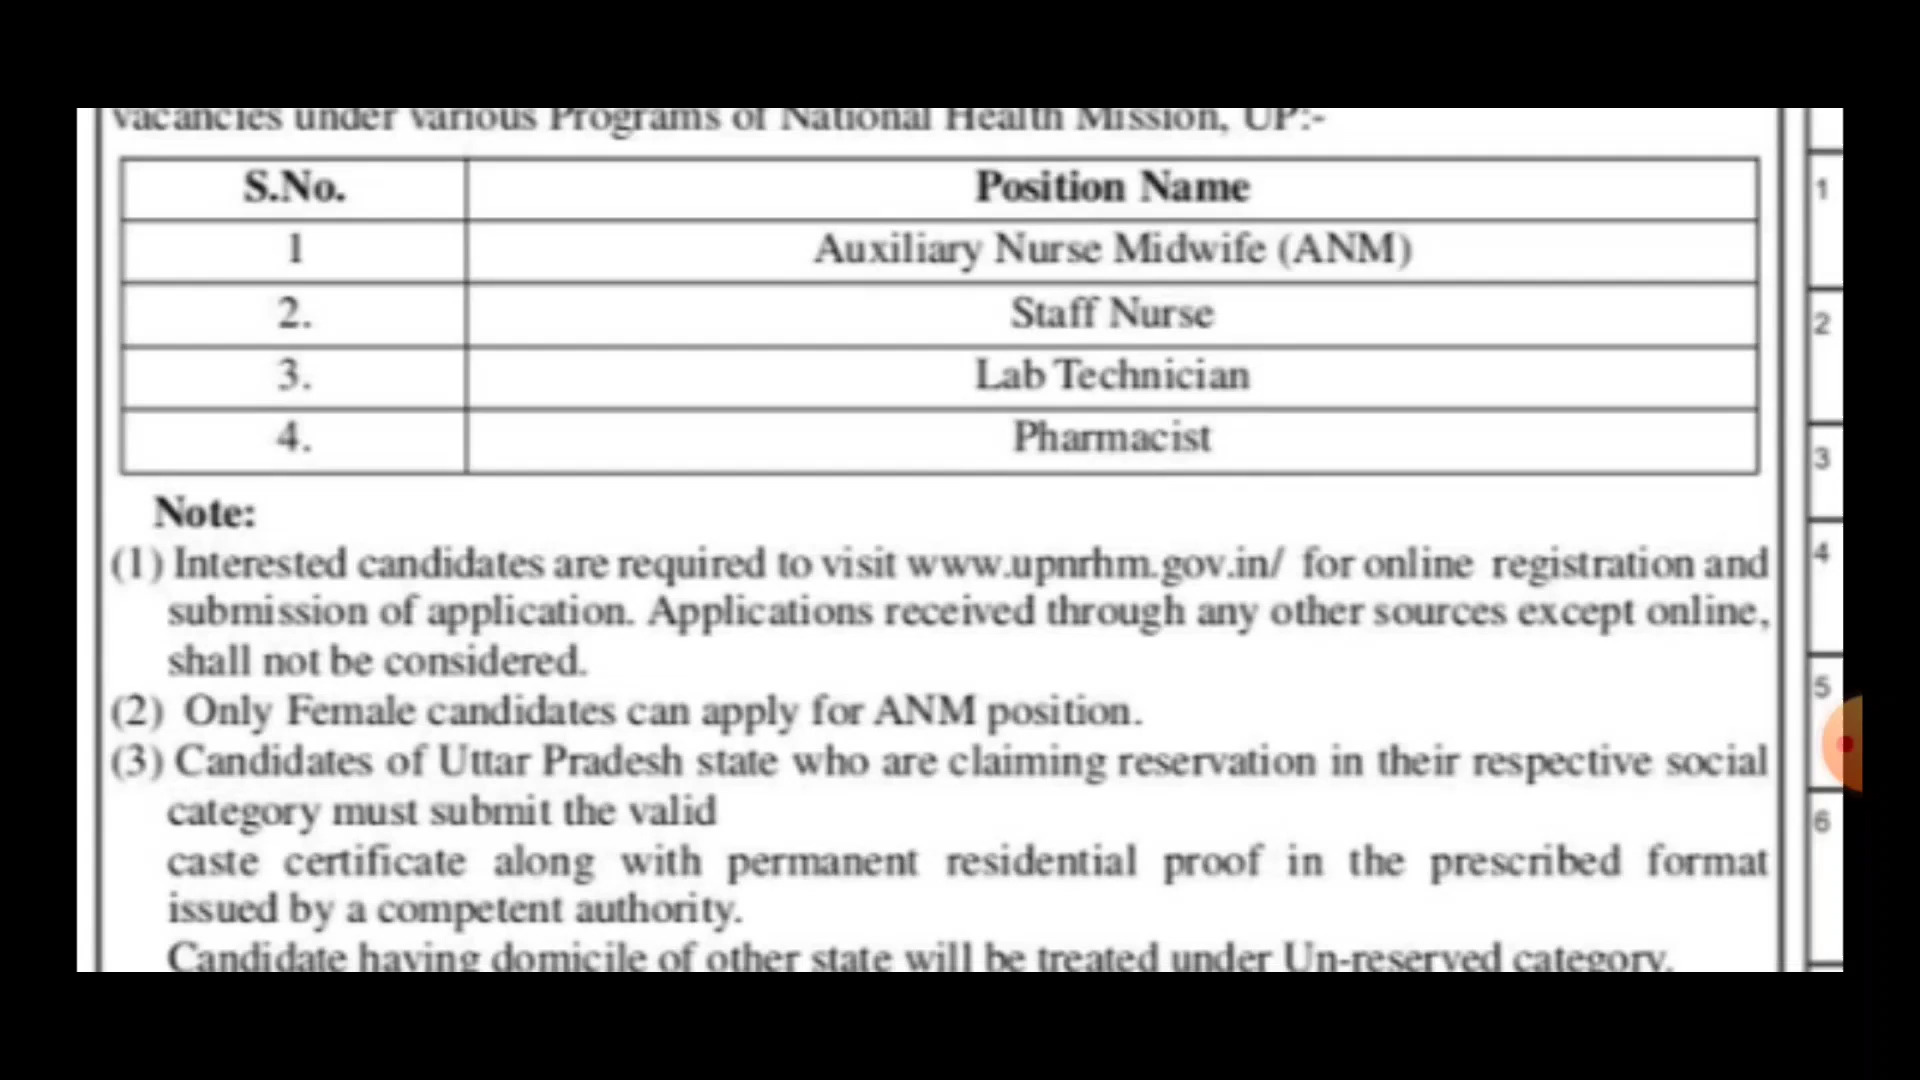 vacancies under various Programs of National Health Mission, UP:-
S.No. Position Name
1 Auxiliary Nurse Midwife (ANM)
2. Staff Nurse
3. Lab Technician
4. Pharmacist
Note:
(1) Interested candidates are required to visit www.upnrhm.gov.in/ for online registration and
submission of application. Applications received through any other sources except online,
shall not be considered.
(2) Only Female candidates can apply for ANM position.
(3) Candidates of Uttar Pradesh state who are claiming reservation in their respective social
category must submit the valid
caste certificate along with permanent residential proof in the prescribed format
issued by a competent authority.
Candidate having domicile of other state will be treated under Un-reserved category.
1
2
3
4
5
6